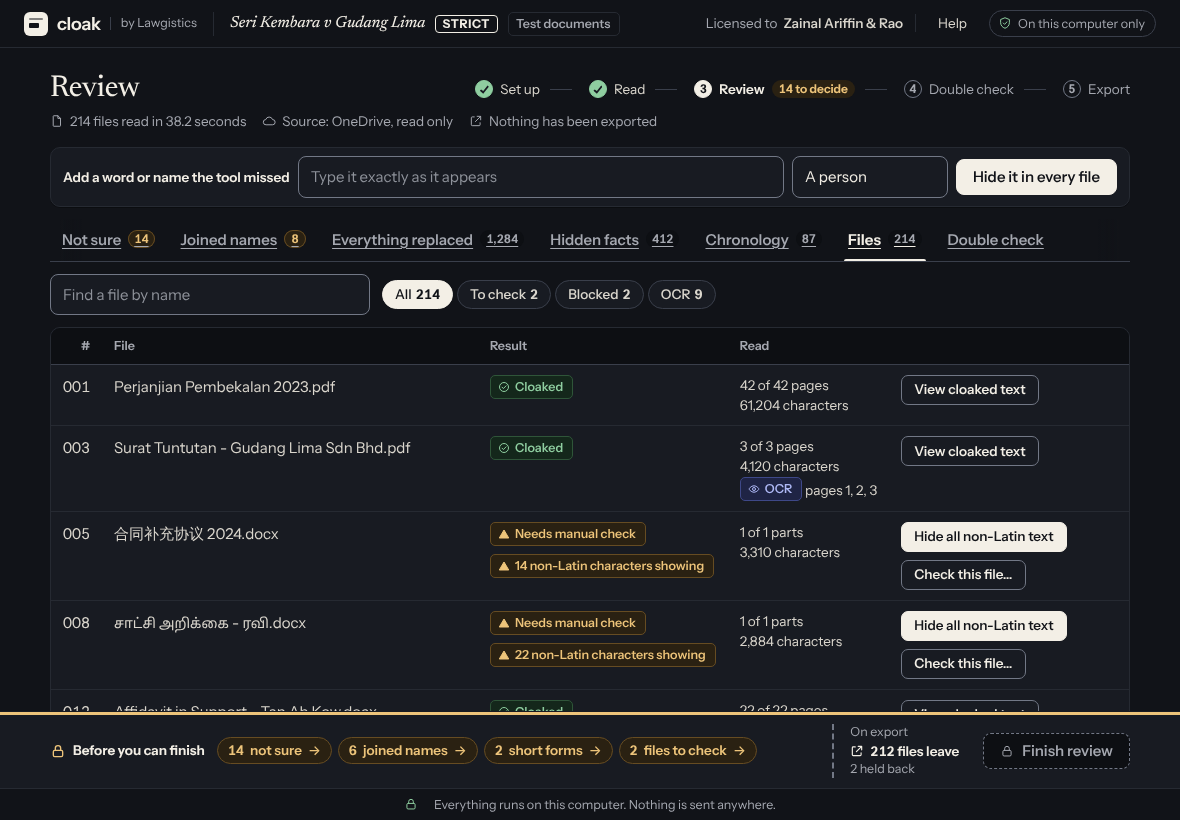 cloak by Lawgistics Seri Kembara v Gudang Lima STRICT Test documents Licensed to Zainal Ariffin & Rao Help On this computer only
Review
Set up Read 3 Review 14 to decide 4 Double check 5 Export
214 files read in 38.2 seconds Source: OneDrive, read only Nothing has been exported
Add a word or name the tool missed Type it exactly as it appears A person Hide it in every file
Not sure 14 Joined names 8 Everything replaced 1,284 Hidden facts 412 Chronology 87 Files 214 Double check
Find a file by name All 214 To check 2 Blocked 2 OCR 9
# File Result Read
001 Perjanjian Pembekalan 2023.pdf Cloaked 42 of 42 pages View cloaked text
61,204 characters
003 Surat Tuntutan - Gudang Lima Sdn Bhd.pdf Cloaked 3 of 3 pages View cloaked text
4,120 characters
OCR pages 1, 2, 3
005 合同补充协议 2024.docx Needs manual check 1 of 1 parts Hide all non-Latin text
14 non-Latin characters showing 3,310 characters Check this file...
008 சாட்சி அறிக்கை - ரவி.docx Needs manual check 1 of 1 parts Hide all non-Latin text
22 non-Latin characters showing 2,884 characters Check this file...
Before you can finish 14 not sure → 6 joined names → 2 short forms → 2 files to check →
On export
212 files leave
2 held back
Finish review
Everything runs on this computer. Nothing is sent anywhere.